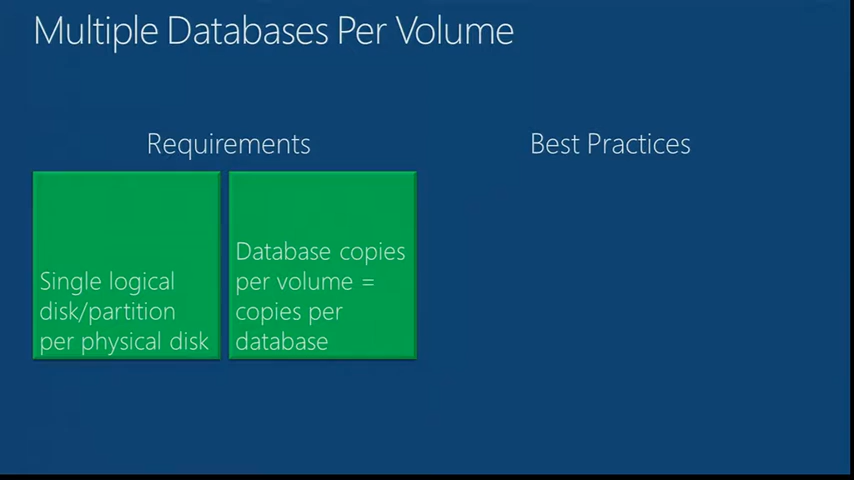 Multiple Databases Per Volume
Requirements
Single logical
disk/partition
per physical disk
Database copies
per volume =
copies per
database
Best Practices